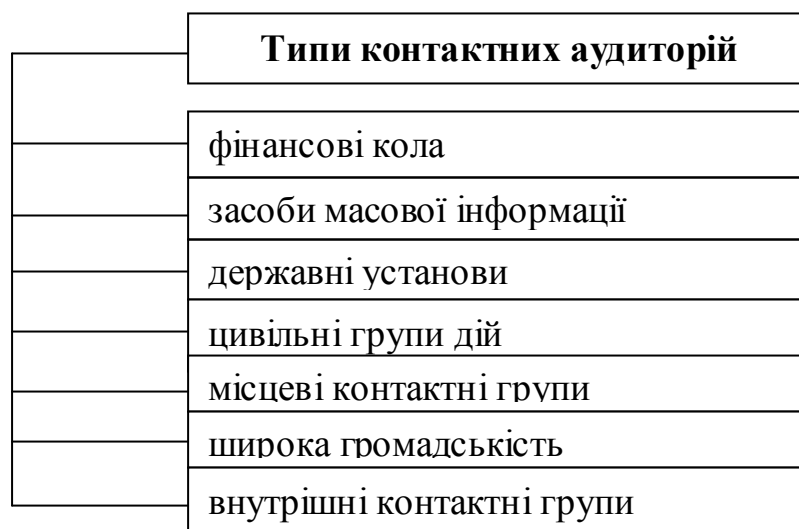 Типи контактних аудиторій
фінансові кола
засоби масової інформації
державні установи
цивільні групи дій
місцеві контактні групи
широка громадськість
внутрішні контактні групи